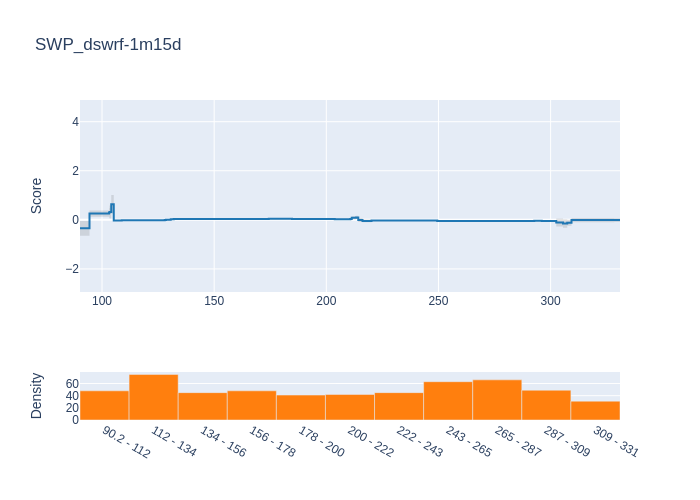 SWP_dswrf-1m15d
Score
4
2
0
−2
100
150
200
250
300
Density
60
40
20
0
90.2 - 112
112 - 134
134 - 156
156 - 178
178 - 200
200 - 222
222 - 243
243 - 265
265 - 287
287 - 309
309 - 331